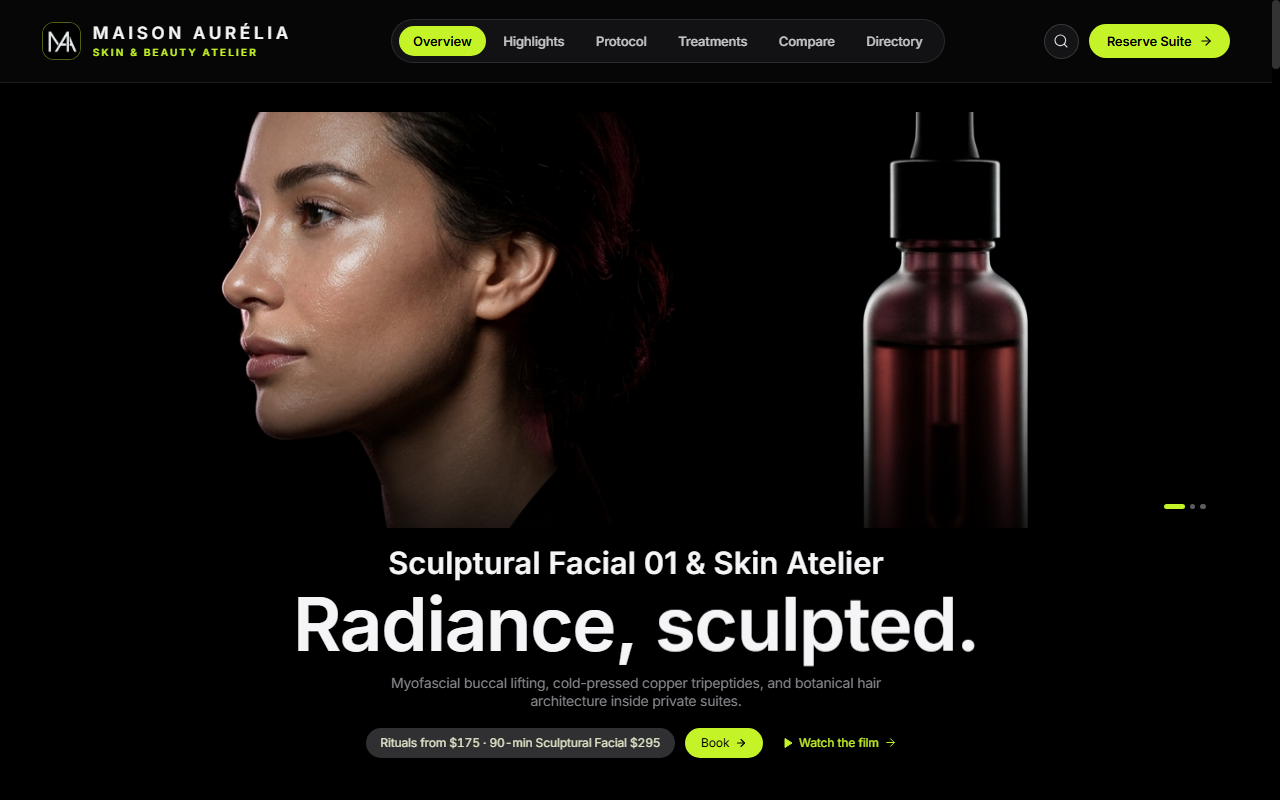 MAISON AURÉLIA
SKIN & BEAUTY ATELIER
Overview
Highlights
Protocol
Treatments
Compare
Directory
Reserve Suite →
Sculptural Facial 01 & Skin Atelier
Radiance, sculpted.
Myofascial buccal lifting, cold-pressed copper tripeptides, and botanical hair
architecture inside private suites.
Rituals from $175 · 90-min Sculptural Facial $295
Book →
Watch the film →